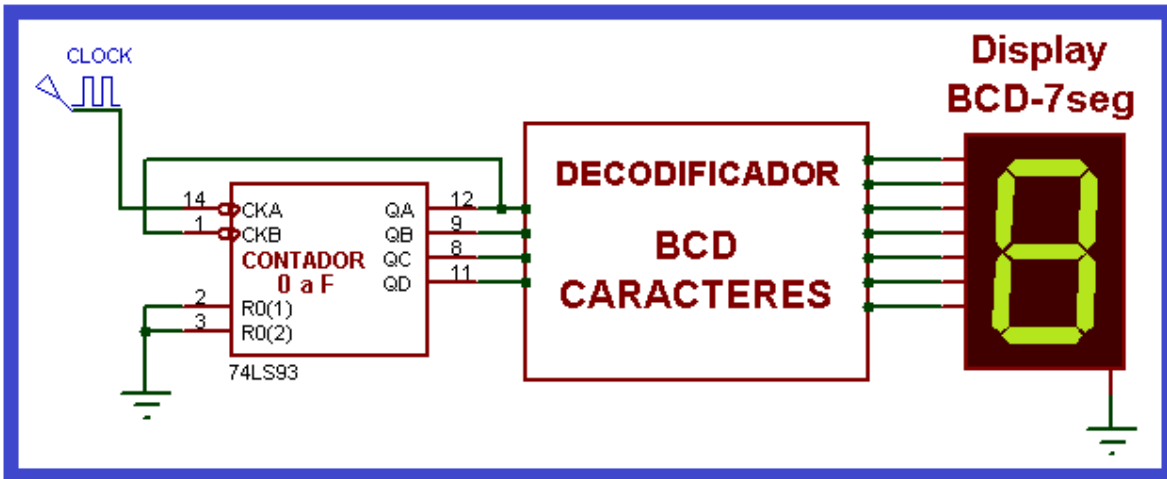 CLOCK
Display
BCD-7seg
DECODIFICADOR
BCD
CARACTERES
14
CKA
QA
12
1
CKB
QB
9
CONTADOR
QC
8
0 a F
QD
11
2
R0(1)
3
R0(2)
74LS93
8